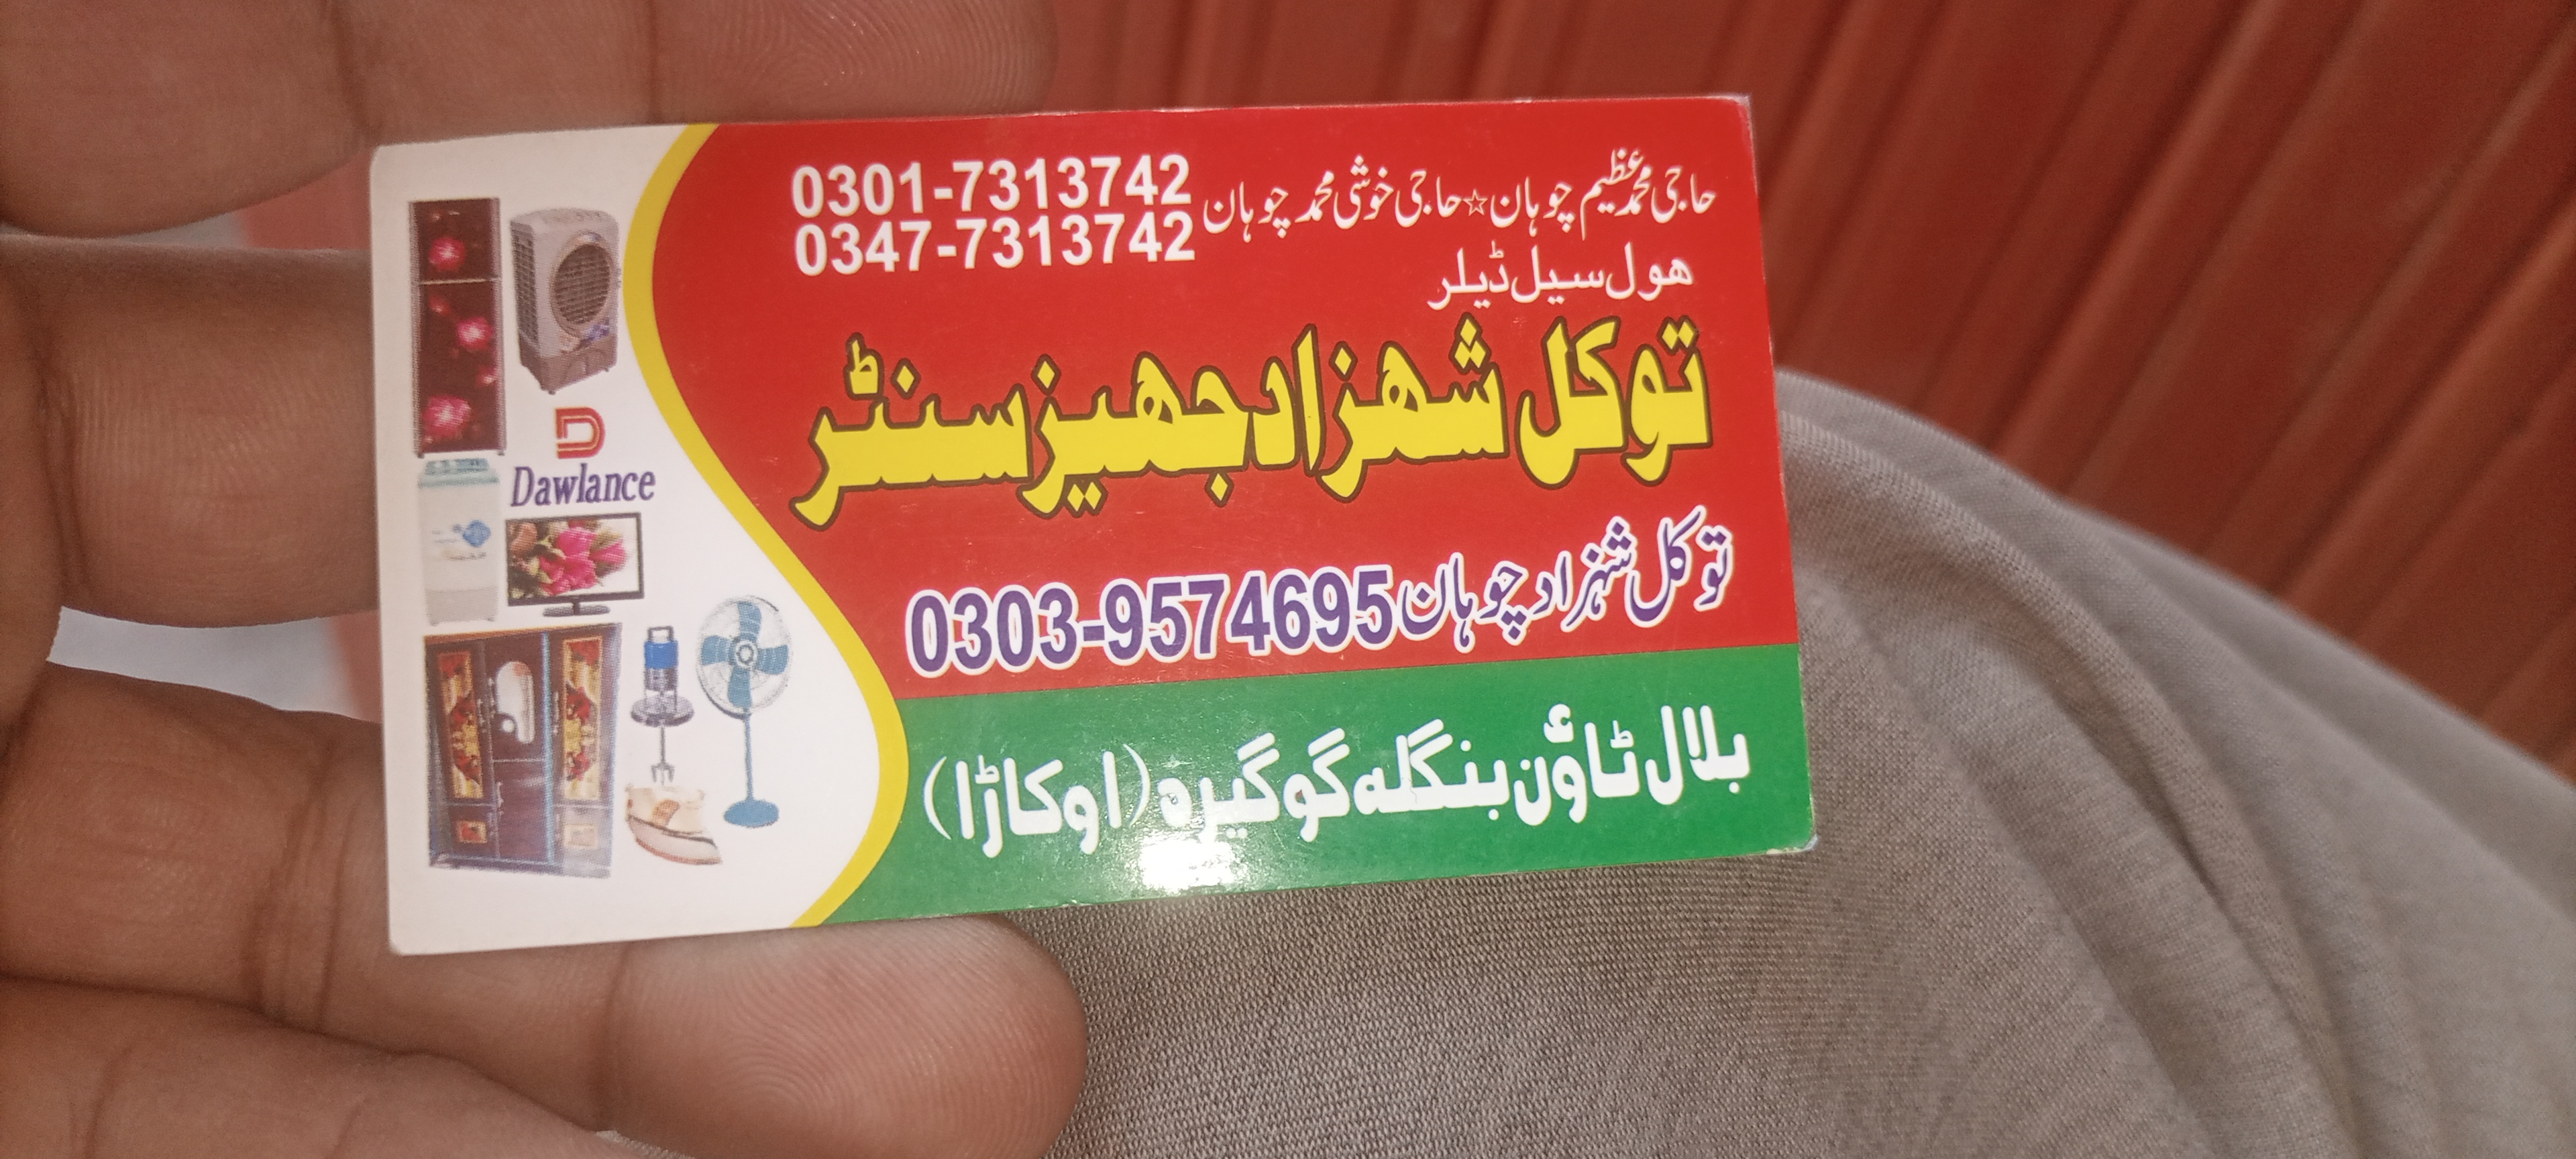 حاجی محمد عظیم چوہان☆حاجی خوشی محمد چوہان 0301-7313742
0347-7313742
ھول سیل ڈیلر
توکل شہزاد جہیز سنٹر
توکل شہزاد چوہان 0303-9574695
بلال ٹاؤن بنگلہ گوگیرہ (اوکاڑا)
D
Dawlance